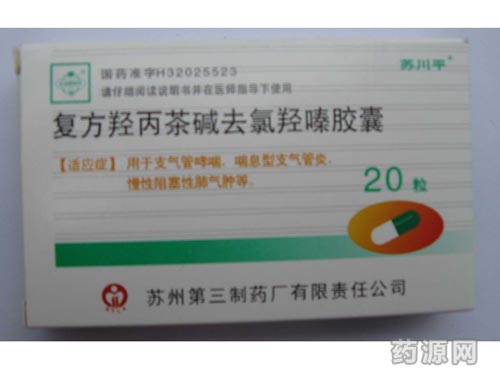 国药准字H32025523
苏川平
请仔细阅读说明书并在医师指导下使用
复方羟丙茶碱去氯羟嗪胶囊
【适应症】用于支气管哮喘，喘息型支气管炎，
慢性阻塞性肺气肿等。
20粒
苏州第三制药厂有限责任公司
药源网